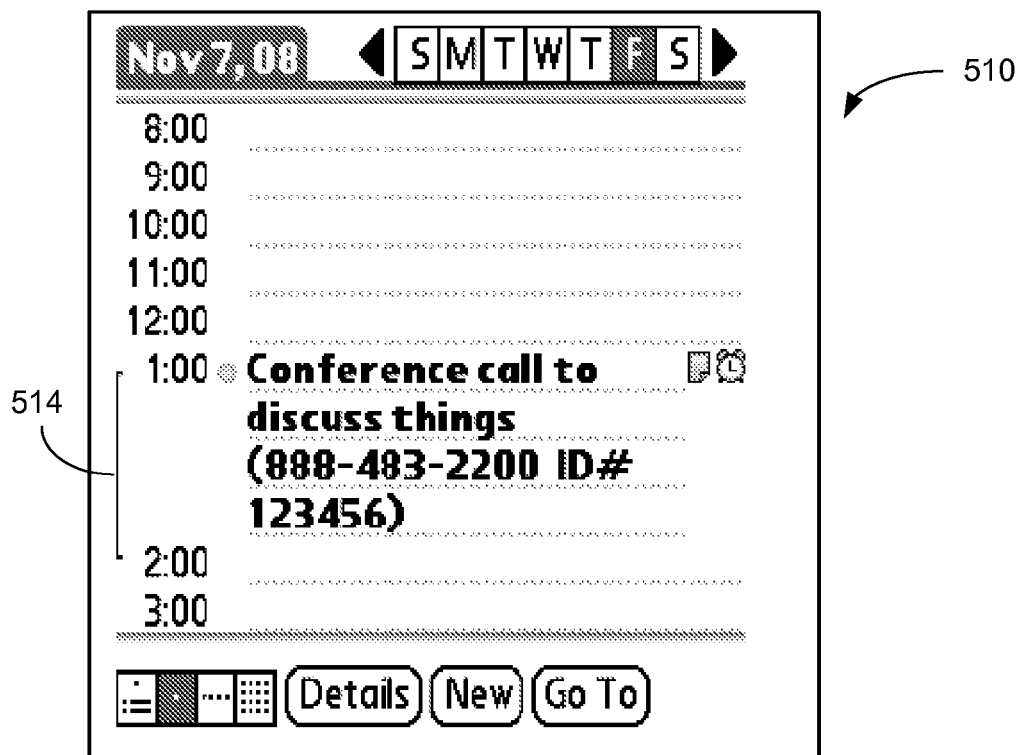 Nov 7, 08 S M T W T F S
510
8:00
9:00
10:00
11:00
12:00
1:00 Conference call to
discuss things
514
(888-483-2200 ID#
123456)
2:00
3:00
Details New Go To